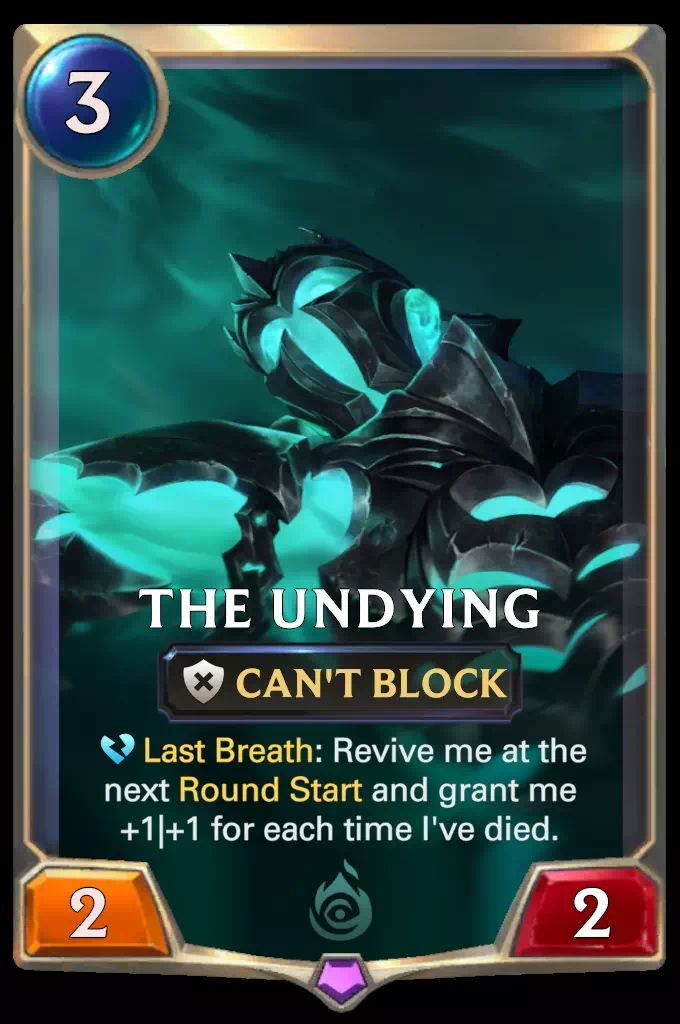 3
THE UNDYING
CAN'T BLOCK
Last Breath: Revive me at the
next Round Start and grant me
+1|+1 for each time I've died.
2
2